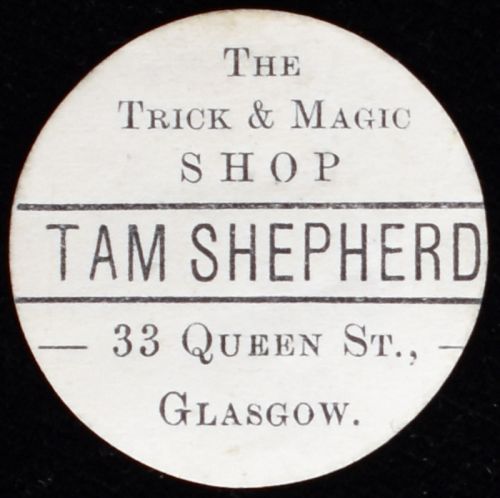 THE
TRICK & MAGIC
SHOP
TAM SHEPHERD
— 33 QUEEN ST., —
GLASGOW.